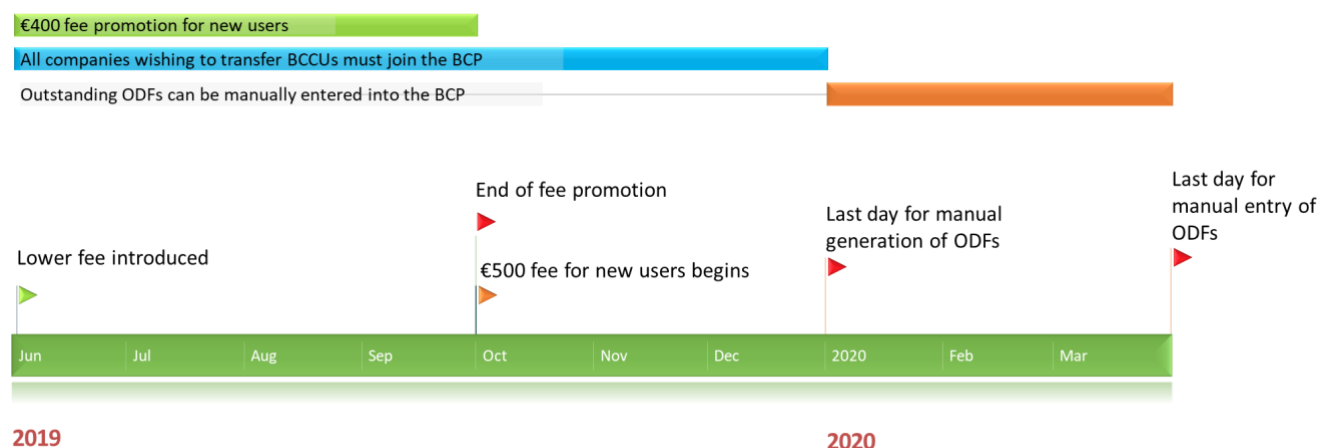 €400 fee promotion for new users
All companies wishing to transfer BCCUs must join the BCP
Outstanding ODFs can be manually entered into the BCP
Last day for
manual entry of
ODFs
End of fee promotion
Last day for manual
generation of ODFs
Lower fee introduced
€500 fee for new users begins
Jun Jul Aug Sep Oct Nov Dec 2020 Feb Mar
2019 2020